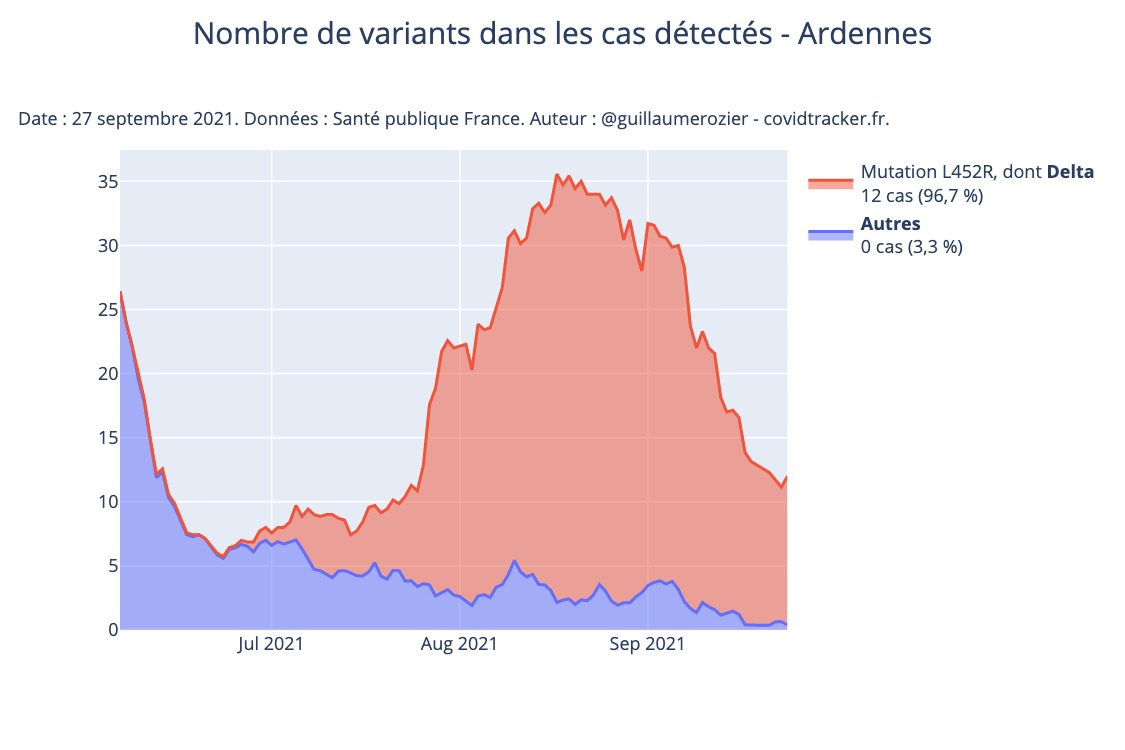 Nombre de variants dans les cas détectés - Ardennes
Date : 27 septembre 2021. Données : Santé publique France. Auteur : @guillaumerozier - covidtracker.fr.
Mutation L452R, dont Delta
12 cas (96,7 %)
Autres
0 cas (3,3 %)
35
30
25
20
15
10
5
0
Jul 2021
Aug 2021
Sep 2021